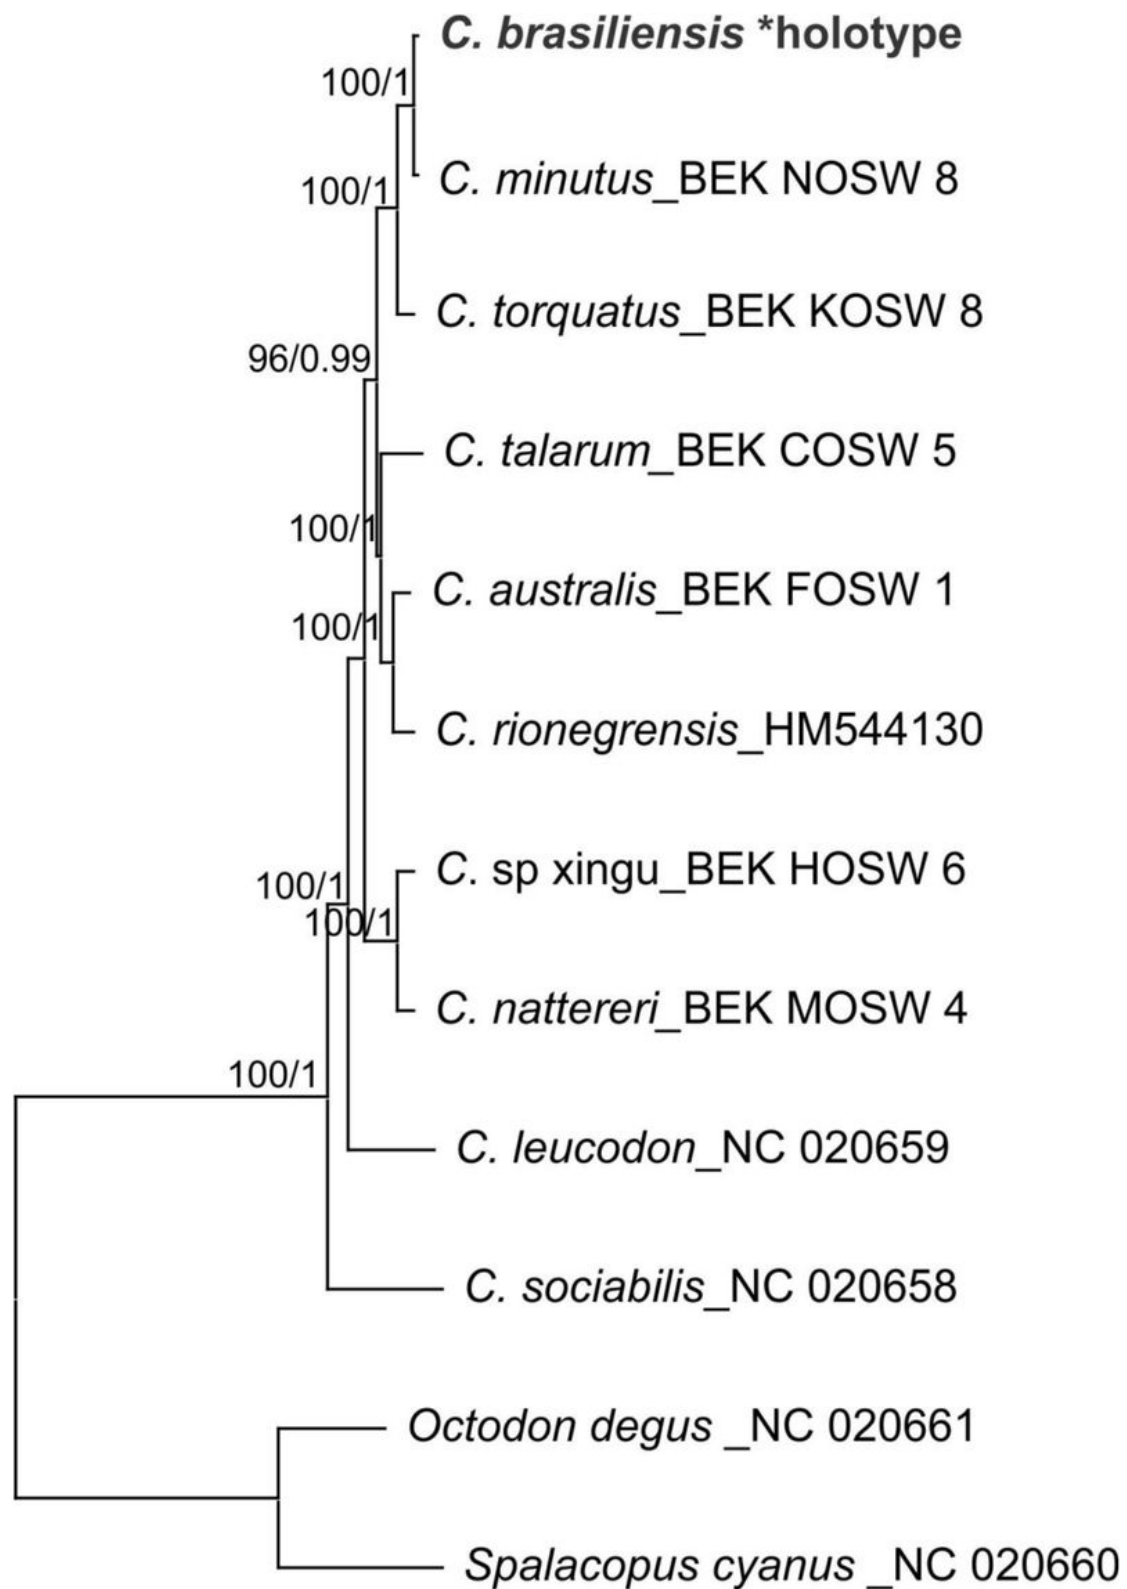 C. brasiliensis *holotype
100/1
C. minutus_BEK NOSW 8
100/1
C. torquatus_BEK KOSW 8
96/0.99
C. talarum_BEK COSW 5
100/1
C. australis_BEK FOSW 1
100/1
C. rionegrensis_HM544130
C. sp xingu_BEK HOSW 6
100/1
100/1
C. nattereri_BEK MOSW 4
100/1
C. leucodon_NC 020659
C. sociabilis_NC 020658
Octodon degus _NC 020661
Spalacopus cyanus _NC 020660